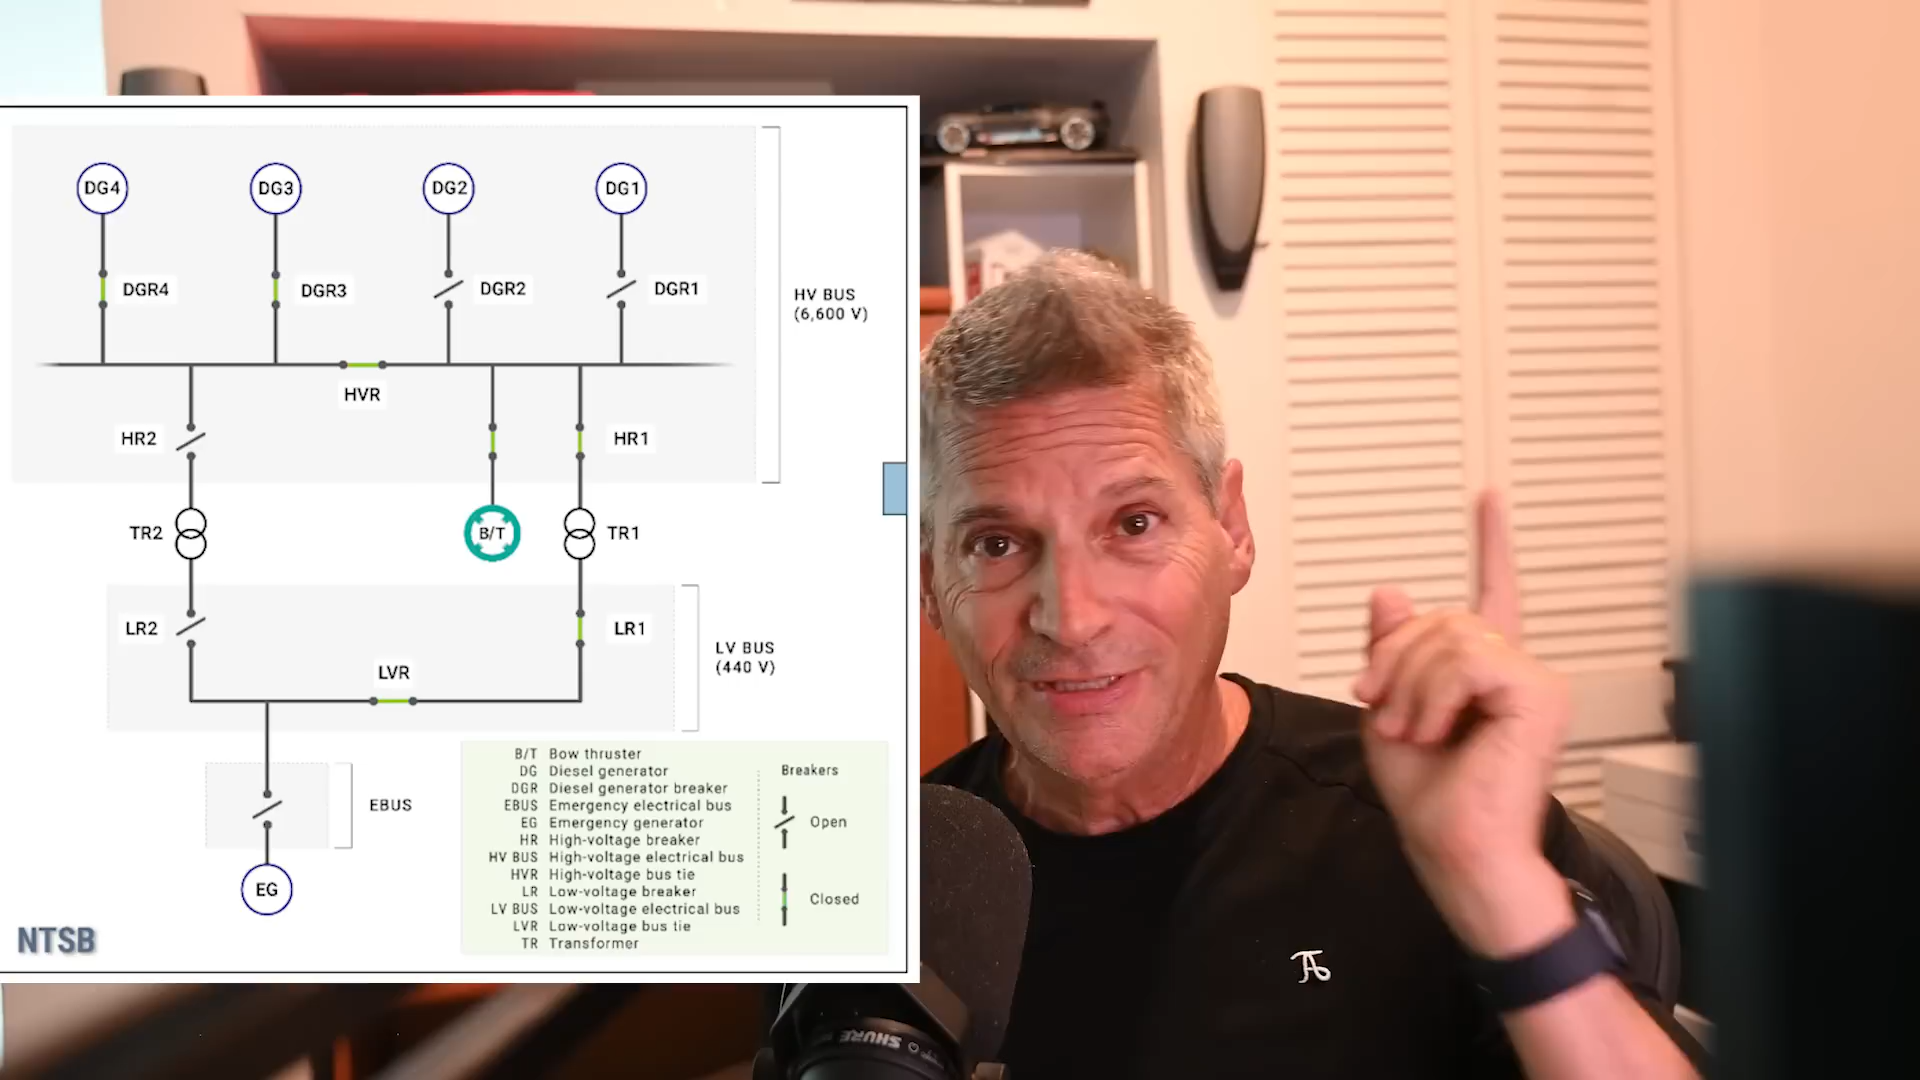 DG4
DG3
DG2
DG1
DGR4
DGR3
DGR2
DGR1
HV BUS
(6,600 V)
HVR
HR2
HR1
TR2
B/T
TR1
LR2
LR1
LVR
LV BUS
(440 V)
EBUS
EG
B/T Bow thruster
DG Diesel generator
DGR Diesel generator breaker
EBUS Emergency electrical bus
EG Emergency generator
HR High-voltage breaker
HV BUS High-voltage electrical bus
HVR High-voltage bus tie
LR Low-voltage breaker
LV BUS Low-voltage electrical bus
LVR Low-voltage bus tie
TR Transformer
Breakers
Open
Closed
NTSB
SHURE